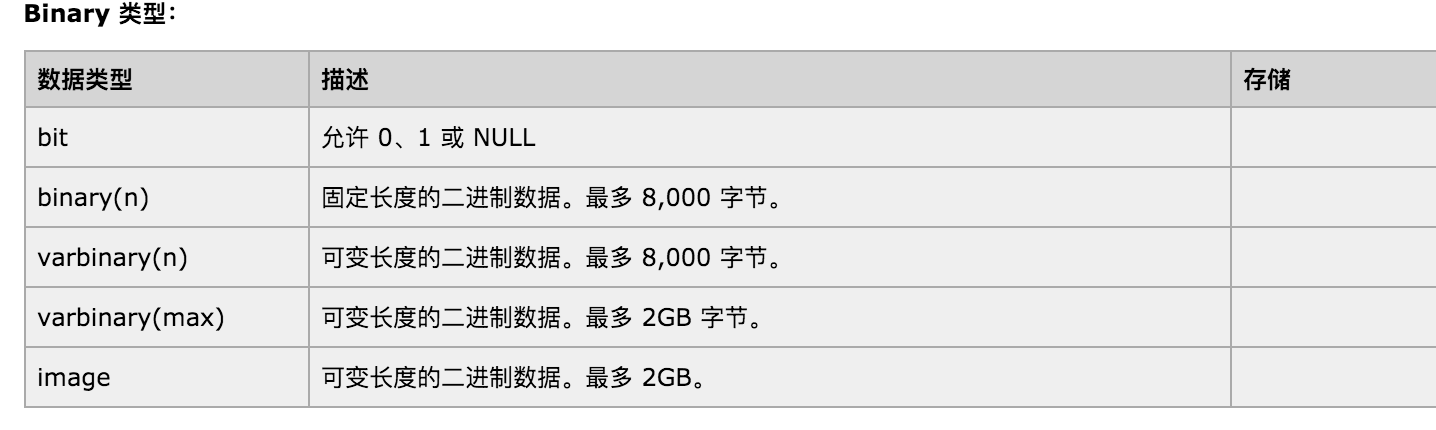 Binary 类型：
数据类型 描述 存储
bit 允许 0、1 或 NULL
binary(n) 固定长度的二进制数据。最多 8,000 字节。
varbinary(n) 可变长度的二进制数据。最多 8,000 字节。
varbinary(max) 可变长度的二进制数据。最多 2GB 字节。
image 可变长度的二进制数据。最多 2GB。